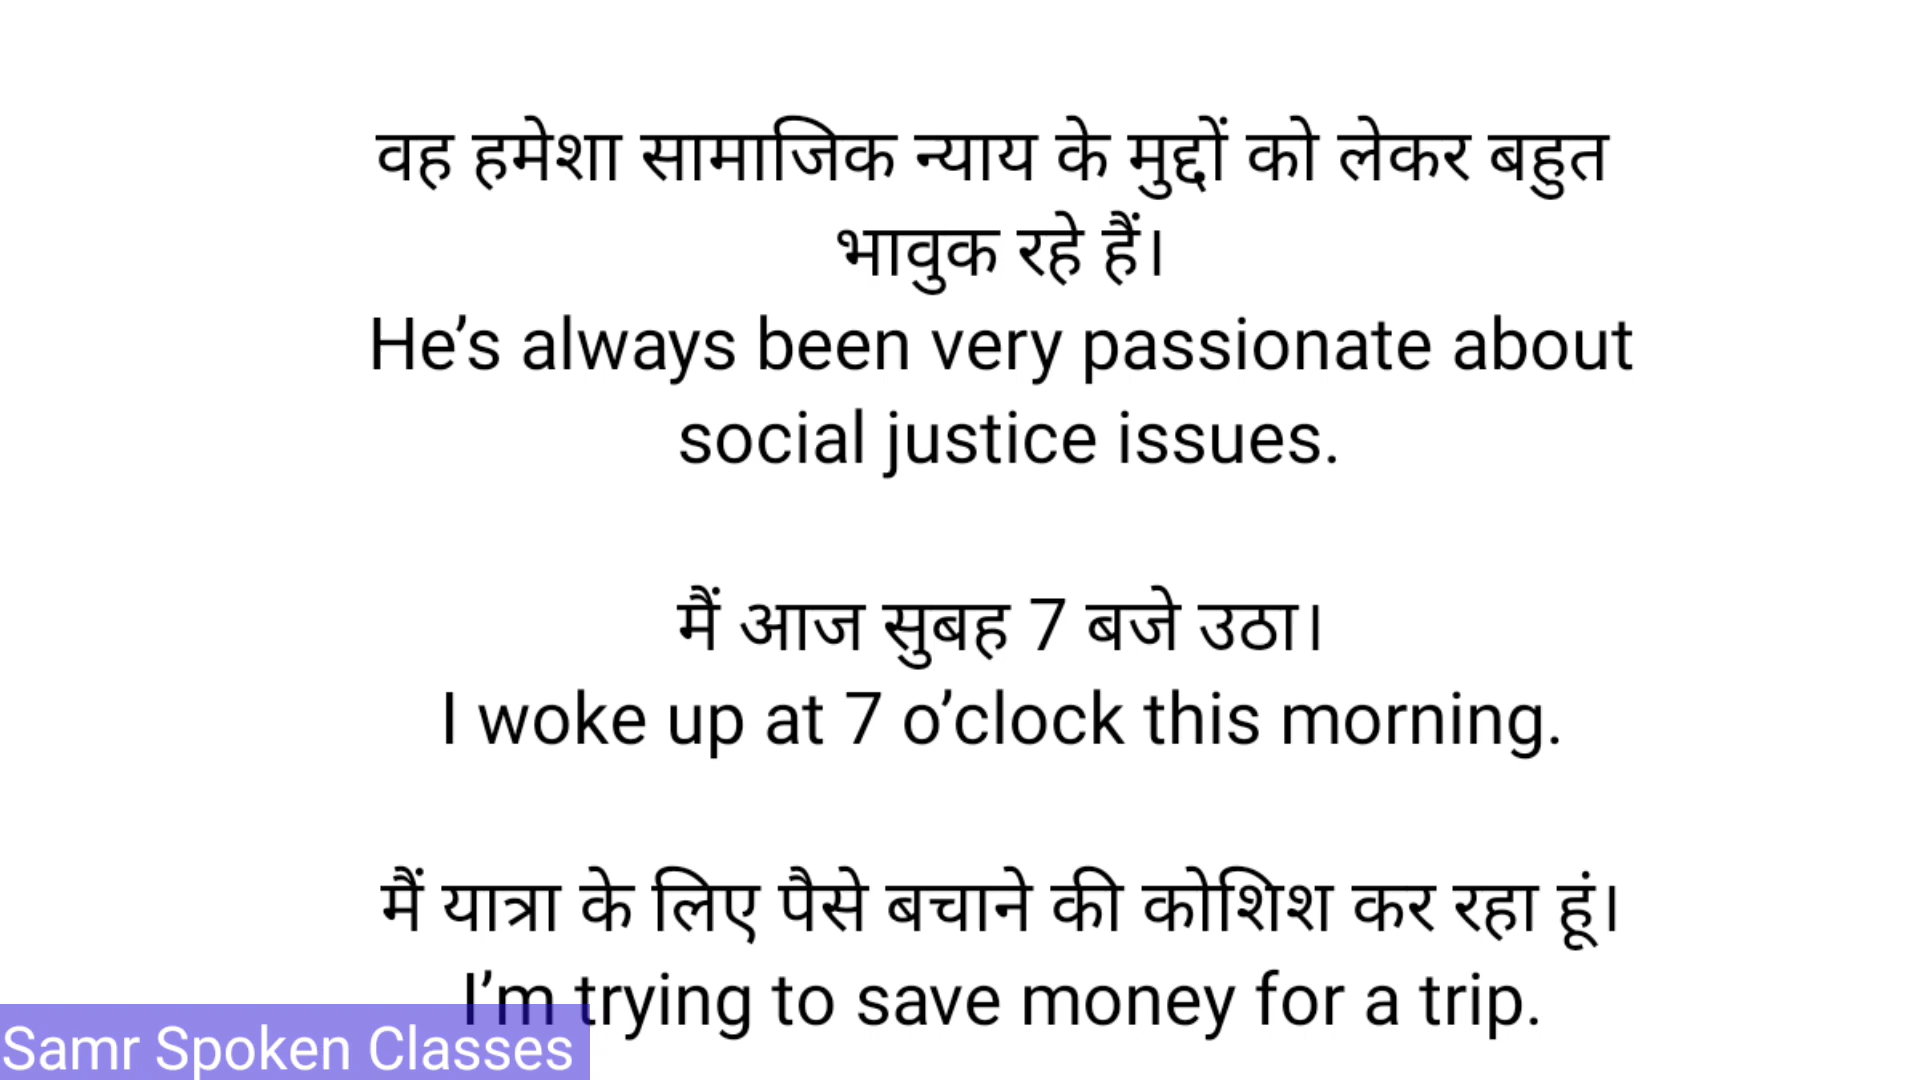 वह हमेशा सामाजिक न्याय के मुद्दों को लेकर बहुत
भावुक रहे हैं।
He’s always been very passionate about
social justice issues.
मैं आज सुबह 7 बजे उठा।
I woke up at 7 o’clock this morning.
मैं यात्रा के लिए पैसे बचाने की कोशिश कर रहा हूं।
I’m trying to save money for a trip.
Samr Spoken Classes